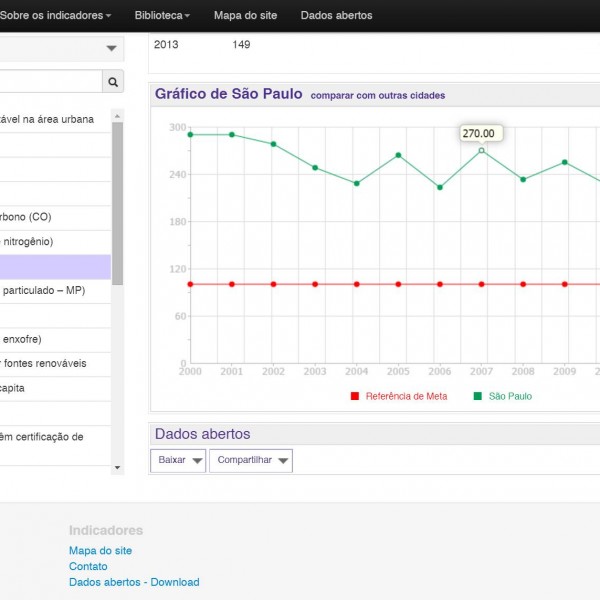 Sobre os indicadores
Biblioteca
Mapa do site
Dados abertos
2013 149
ável na área urbana
rbono (CO)
nitrogênio)
particulado – MP)
enxofre)
fontes renováveis
capita
êm certificação de
Gráfico de São Paulo comparar com outras cidades
270.00
300
240
180
120
60
0
2000 2001 2002 2003 2004 2005 2006 2007 2008 2009
Referência de Meta
São Paulo
Dados abertos
Baixar
Compartilhar
Indicadores
Mapa do site
Contato
Dados abertos - Download